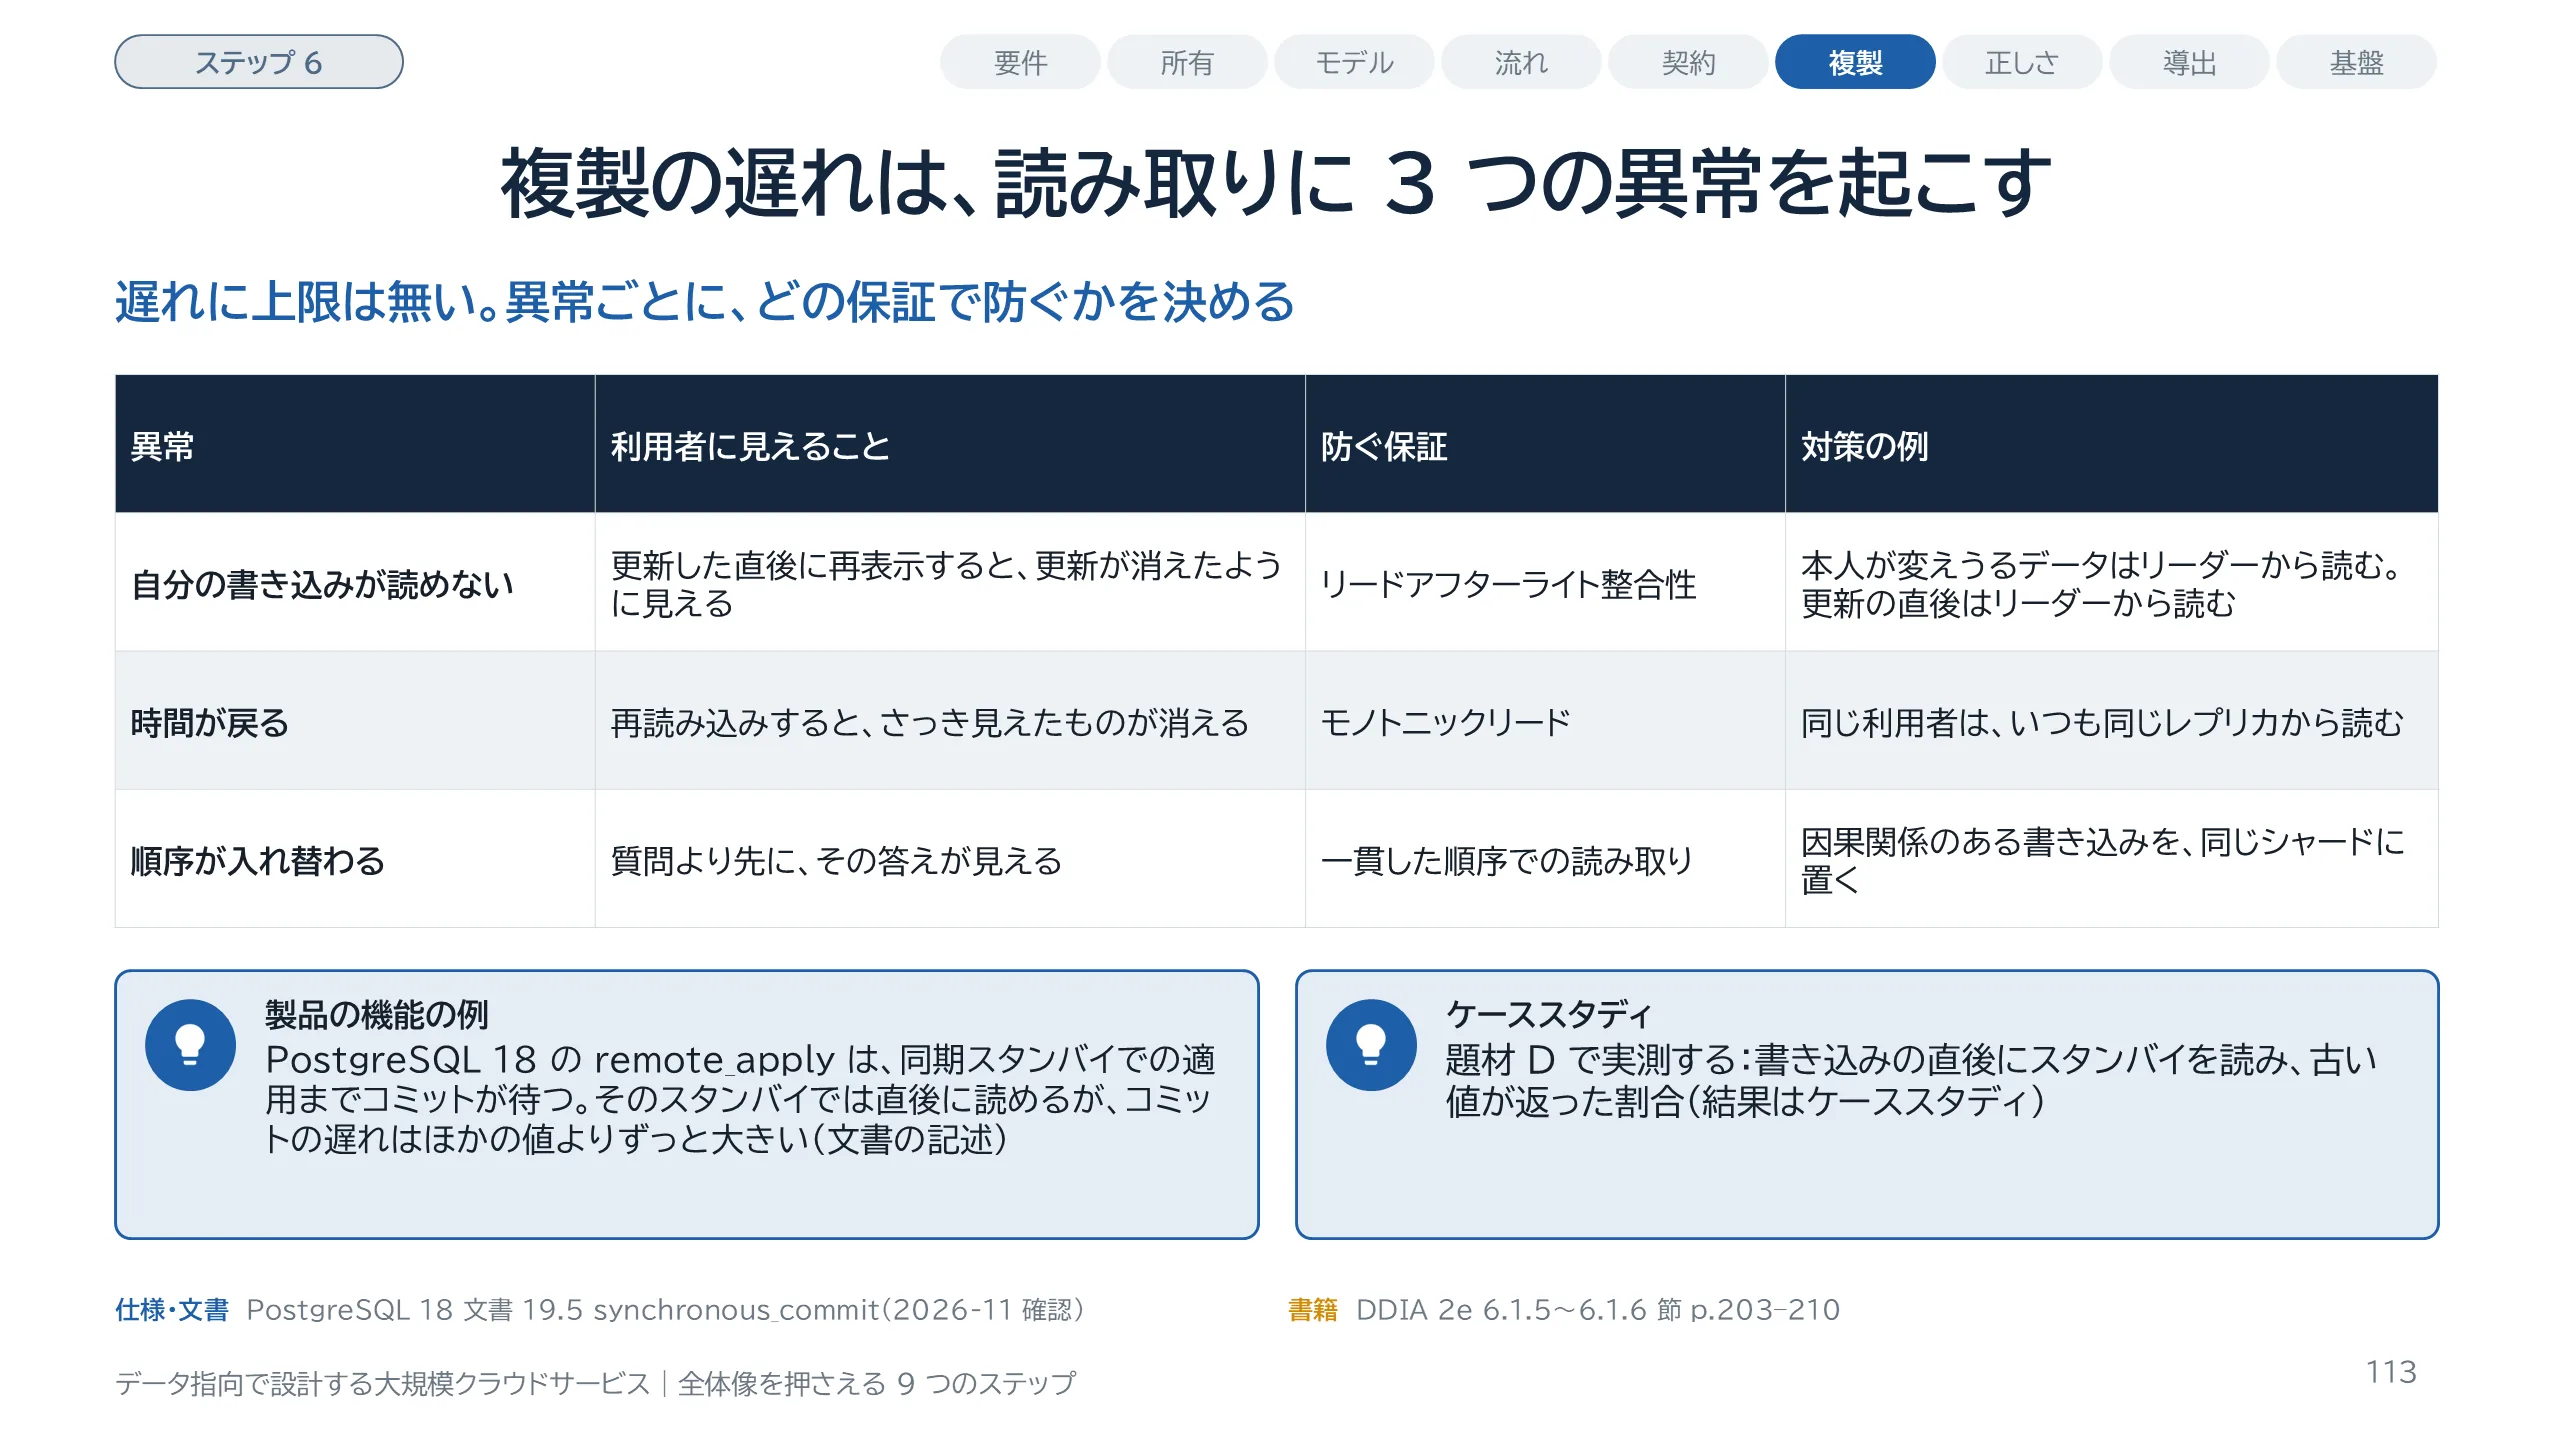 ステップ 6
要件
所有
モデル
流れ
契約
複製
正しさ
導出
基盤
複製の遅れは、読み取りに 3 つの異常を起こす
遅れに上限は無い。異常ごとに、どの保証で防ぐかを決める
異常
利用者に見えること
防ぐ保証
対策の例
自分の書き込みが読めない
更新した直後に再表示すると、更新が消えたよう
に見える
リードアフターライト整合性
本人が変えうるデータはリーダーから読む。
更新の直後はリーダーから読む
時間が戻る
再読み込みすると、さっき見えたものが消える
モノトニックリード
同じ利用者は、いつも同じレプリカから読む
順序が入れ替わる
質問より先に、その答えが見える
一貫した順序での読み取り
因果関係のある書き込みを、同じシャードに
置く
製品の機能の例
PostgreSQL 18 の remote_apply は、同期スタンバイでの適
用までコミットが待つ。そのスタンバイでは直後に読めるが、コミッ
トの遅れはほかの値よりずっと大きい（文書の記述）
ケーススタディ
題材 D で実測する：書き込みの直後にスタンバイを読み、古い
値が返った割合（結果はケーススタディ）
仕様・文書 PostgreSQL 18 文書 19.5 synchronous_commit（2026-11 確認）
書籍 DDIA 2e 6.1.5～6.1.6 節 p.203–210
データ指向で設計する大規模クラウドサービス｜全体像を押さえる 9 つのステップ
113